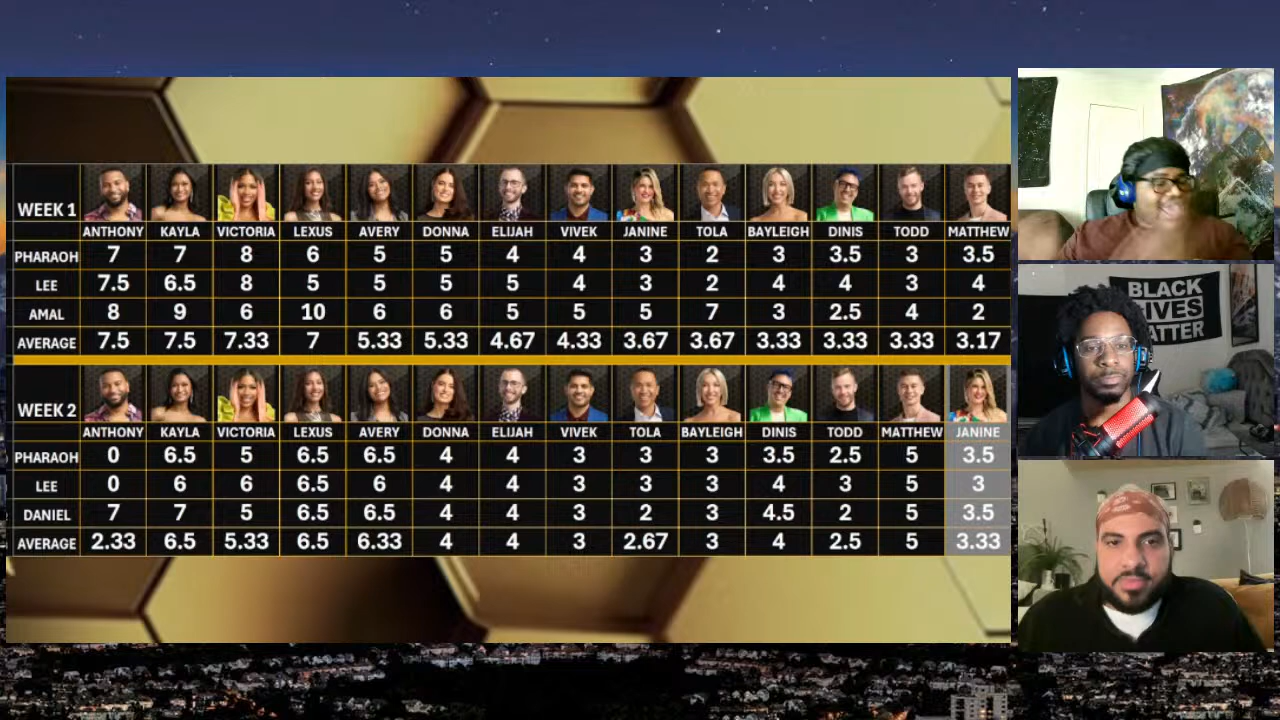 WEEK 1
ANTHONY KAYLA VICTORIA LEXUS AVERY DONNA ELIJAH VIVEK JANINE TOLA BAYLEIGH DINIS TODD MATTHEW
PHARAOH 7 7 8 6 5 5 4 4 3 2 3 3.5 3 3.5
LEE 7.5 6.5 8 5 5 5 5 4 3 2 4 4 3 4
AMAL 8 9 6 10 6 6 5 5 5 7 3 2.5 4 2
AVERAGE 7.5 7.5 7.33 7 5.33 5.33 4.67 4.33 3.67 3.67 3.33 3.33 3.33 3.17
WEEK 2
ANTHONY KAYLA VICTORIA LEXUS AVERY DONNA ELIJAH VIVEK TOLA BAYLEIGH DINIS TODD MATTHEW JANINE
PHARAOH 0 6.5 5 6.5 6.5 4 4 3 3 3 3.5 2.5 5 3.5
LEE 0 6 6 6.5 6 4 4 3 3 3 4 3 5 3
DANIEL 7 7 5 6.5 6.5 4 4 3 2 3 4.5 2 5 3.5
AVERAGE 2.33 6.5 5.33 6.5 6.33 4 4 3 2.67 3 4 2.5 5 3.33
BLACK
LIVES
MATTER